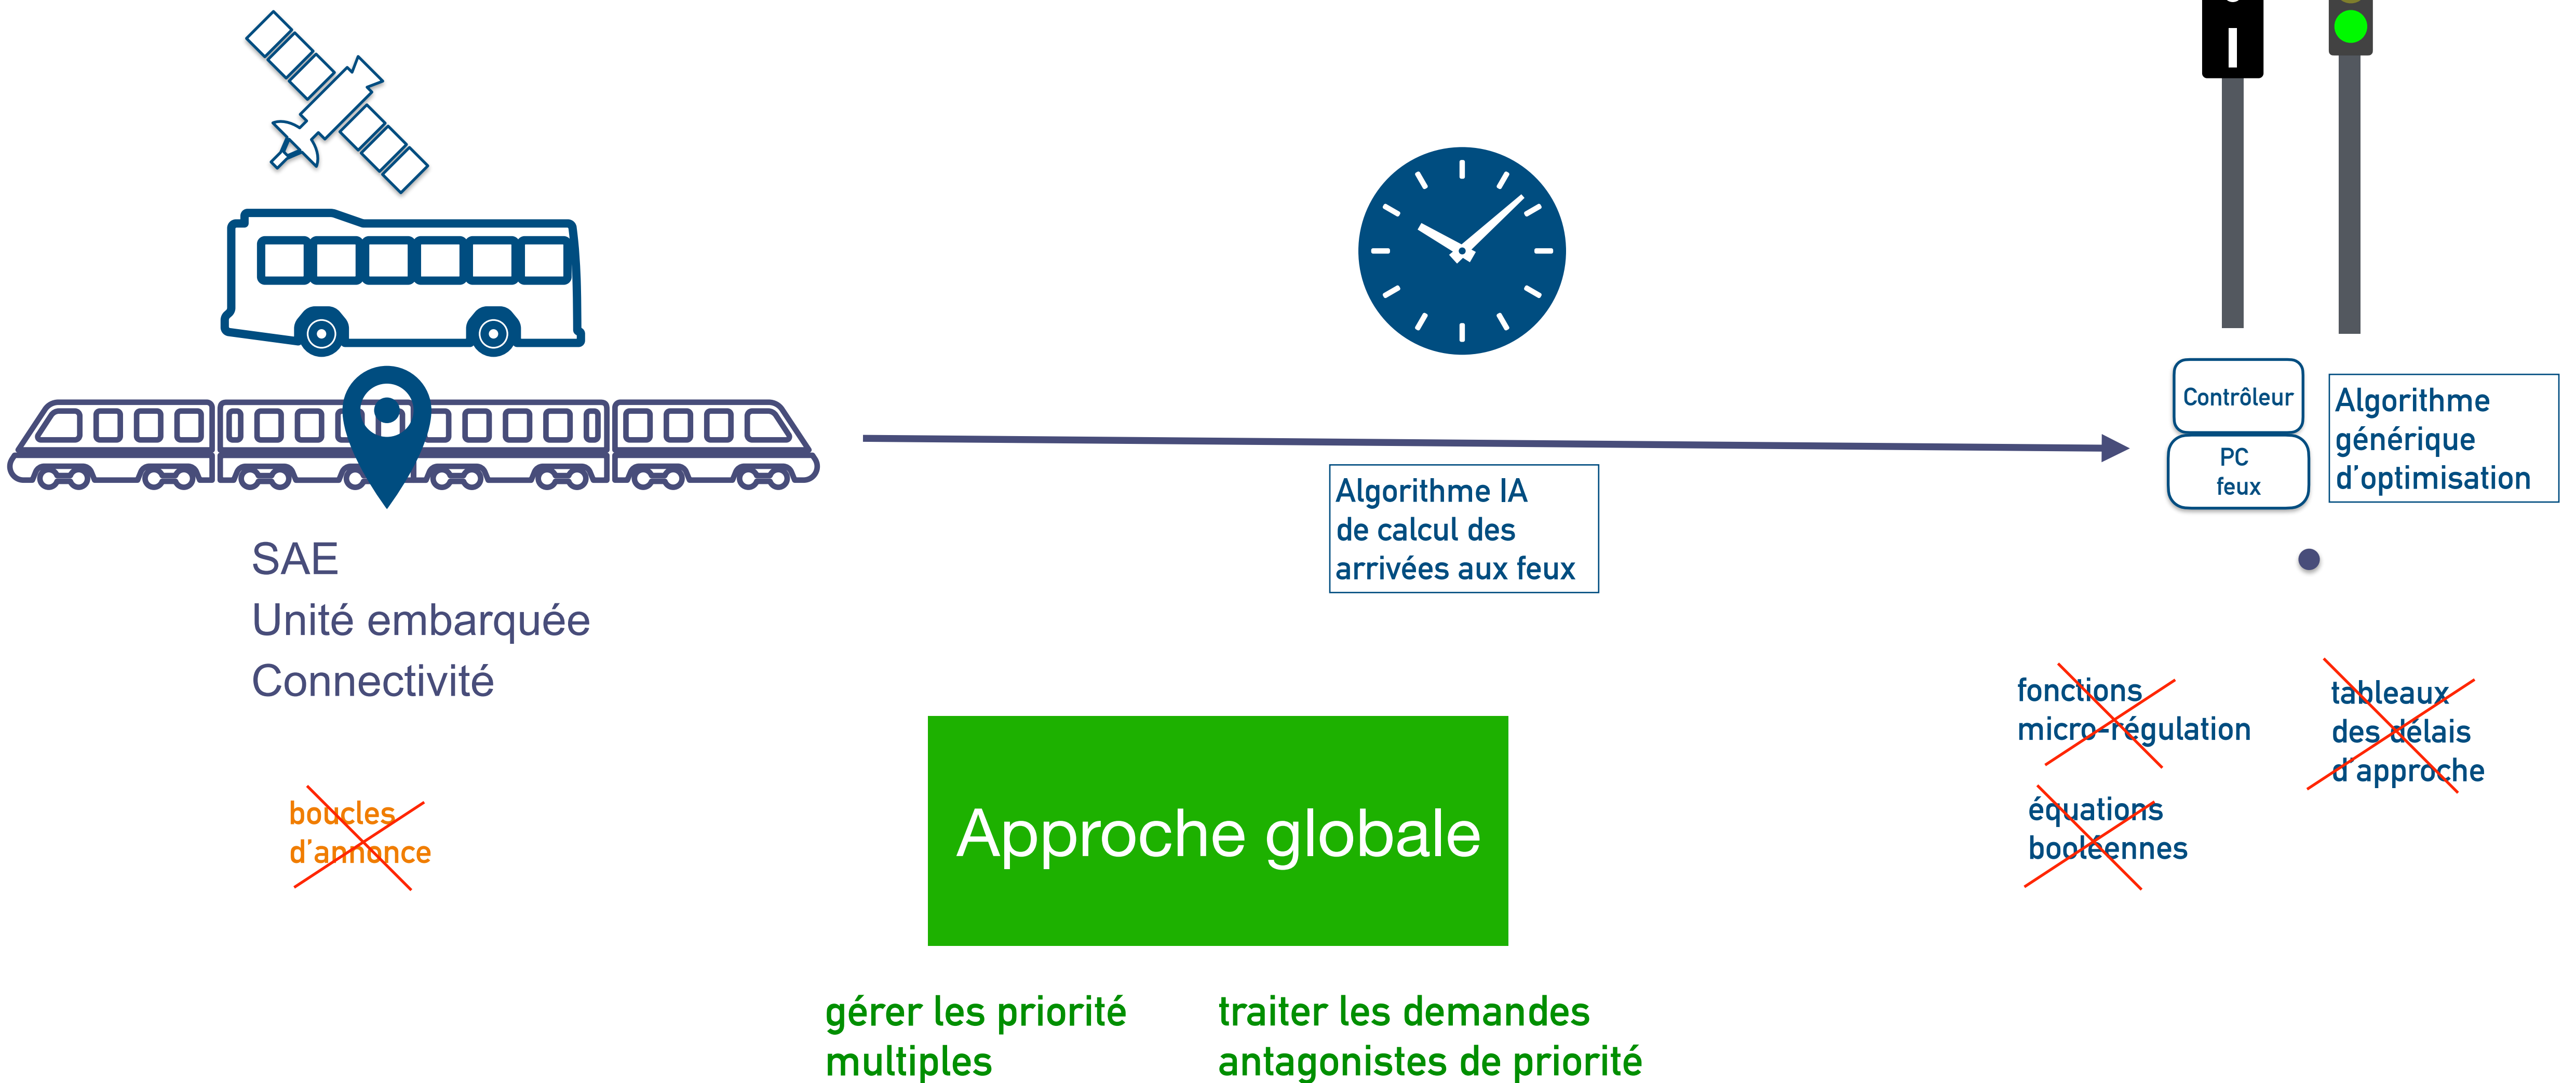 Contrôleur
PC
feux
Algorithme
générique
d'optimisation
Algorithme IA
de calcul des
arrivées aux feux
SAE
Unité embarquée
Connectivité
boucles
d'annonce
fonctions
micro-régulation
tableaux
des délais
d'approche
équations
booléennes
Approche globale
gérer les priorité
multiples
traiter les demandes
antagonistes de priorité